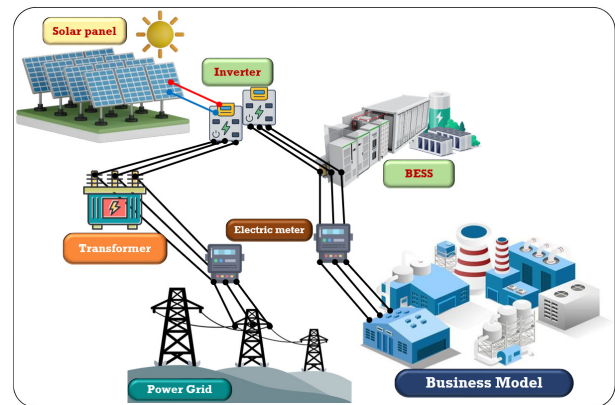 Solar panel
Inverter
BESS
Transformer
Electric meter
Power Grid
Business Model